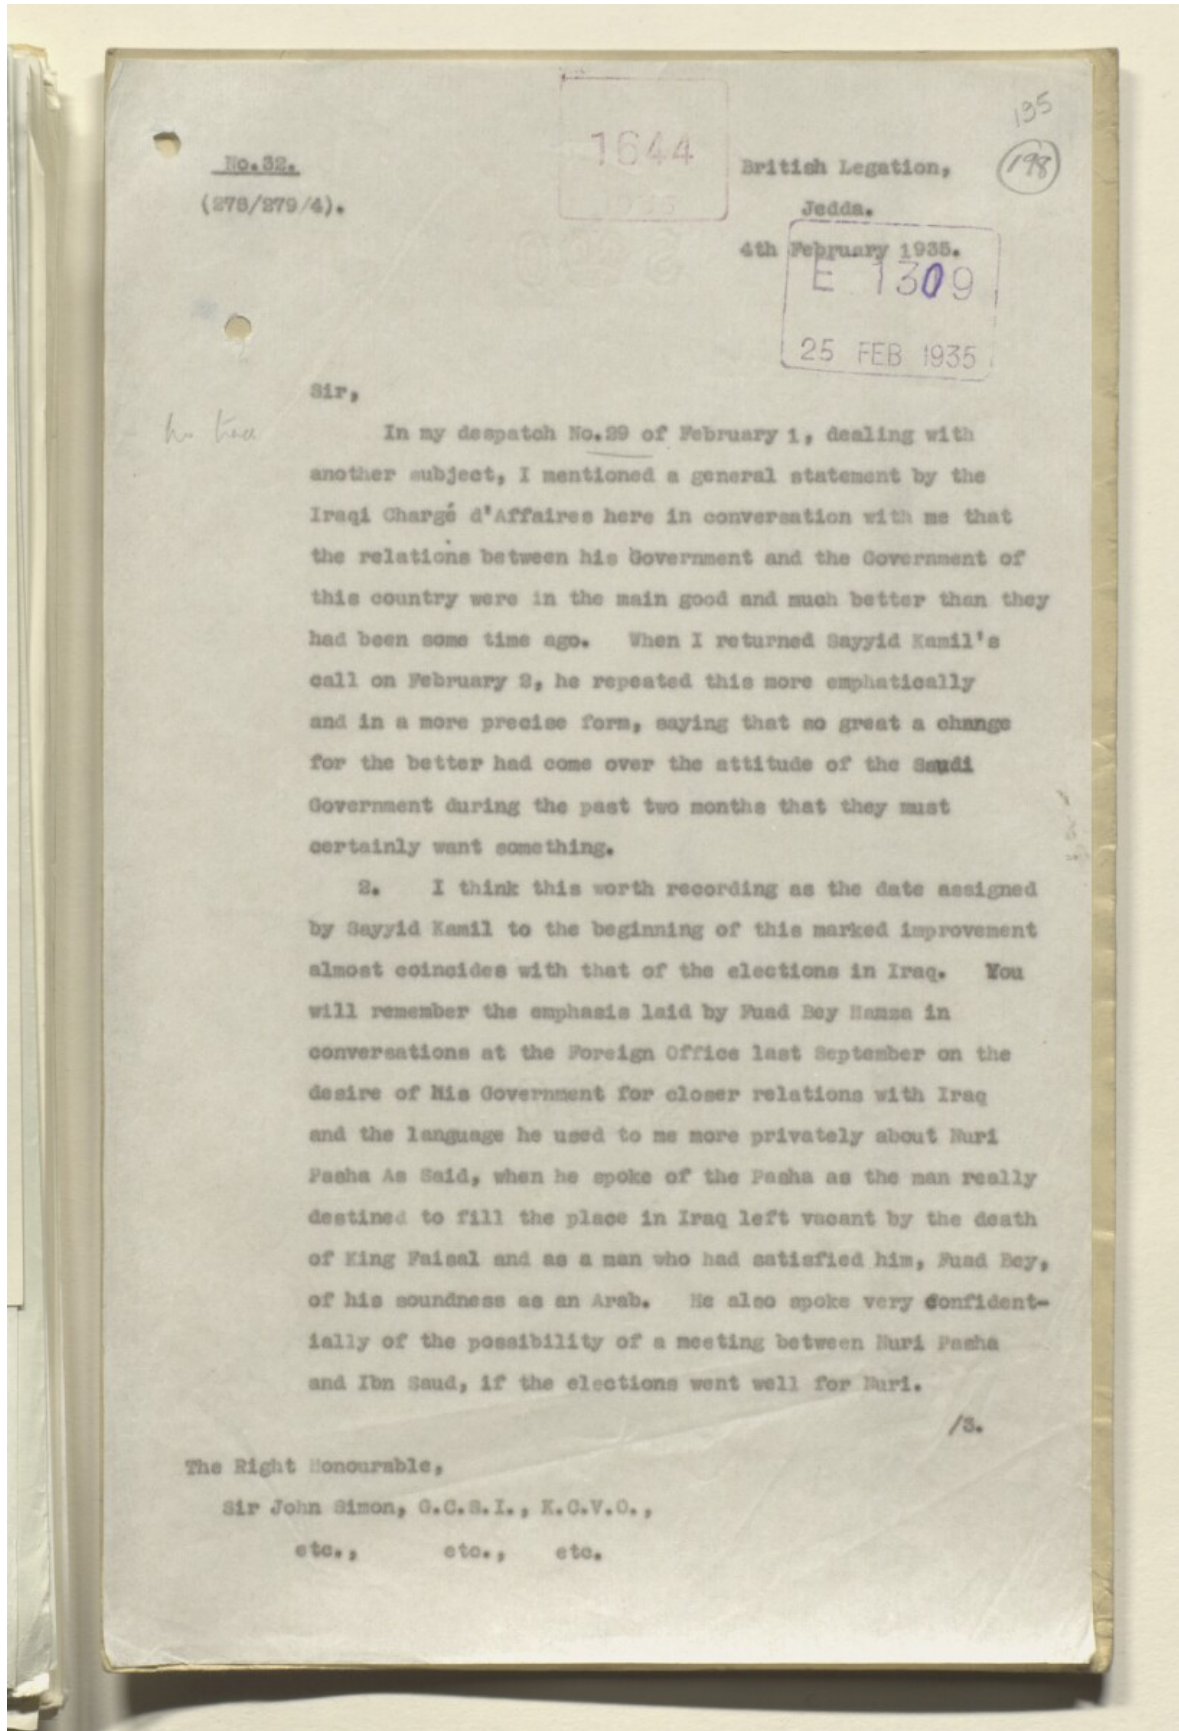 135
198
1644
No.32.
(278/279/4).
British Legation,
Jedda.
4th February 1935.
E 1309
25 FEB 1935
Sir,
In my despatch No.29 of February 1, dealing with
another subject, I mentioned a general statement by the
Iraqi Chargé d'Affaires here in conversation with me that
the relations between his Government and the Government of
this country were in the main good and much better than they
had been some time ago. When I returned Sayyid Kamil's
call on February 2, he repeated this more emphatically
and in a more precise form, saying that so great a change
for the better had come over the attitude of the Saudi
Government during the past two months that they must
certainly want something.
2. I think this worth recording as the date assigned
by Sayyid Kamil to the beginning of this marked improvement
almost coincides with that of the elections in Iraq. You
will remember the emphasis laid by Fuad Bey Hamza in
conversations at the Foreign Office last September on the
desire of his Government for closer relations with Iraq
and the language he used to me more privately about Nuri
Pasha As Said, when he spoke of the Pasha as the man really
destined to fill the place in Iraq left vacant by the death
of King Faisal and as a man who had satisfied him, Fuad Bey,
of his soundness as an Arab. He also spoke very confident-
ially of the possibility of a meeting between Nuri Pasha
and Ibn Saud, if the elections went well for Nuri.
/3.
The Right Honourable,
Sir John Simon, G.C.S.I., K.C.V.O.,
etc., etc., etc.